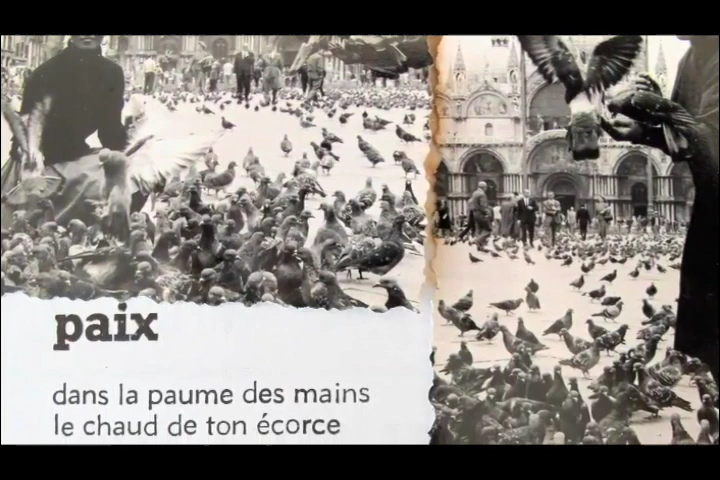 paix
dans la paume des mains
le chaud de ton écorce